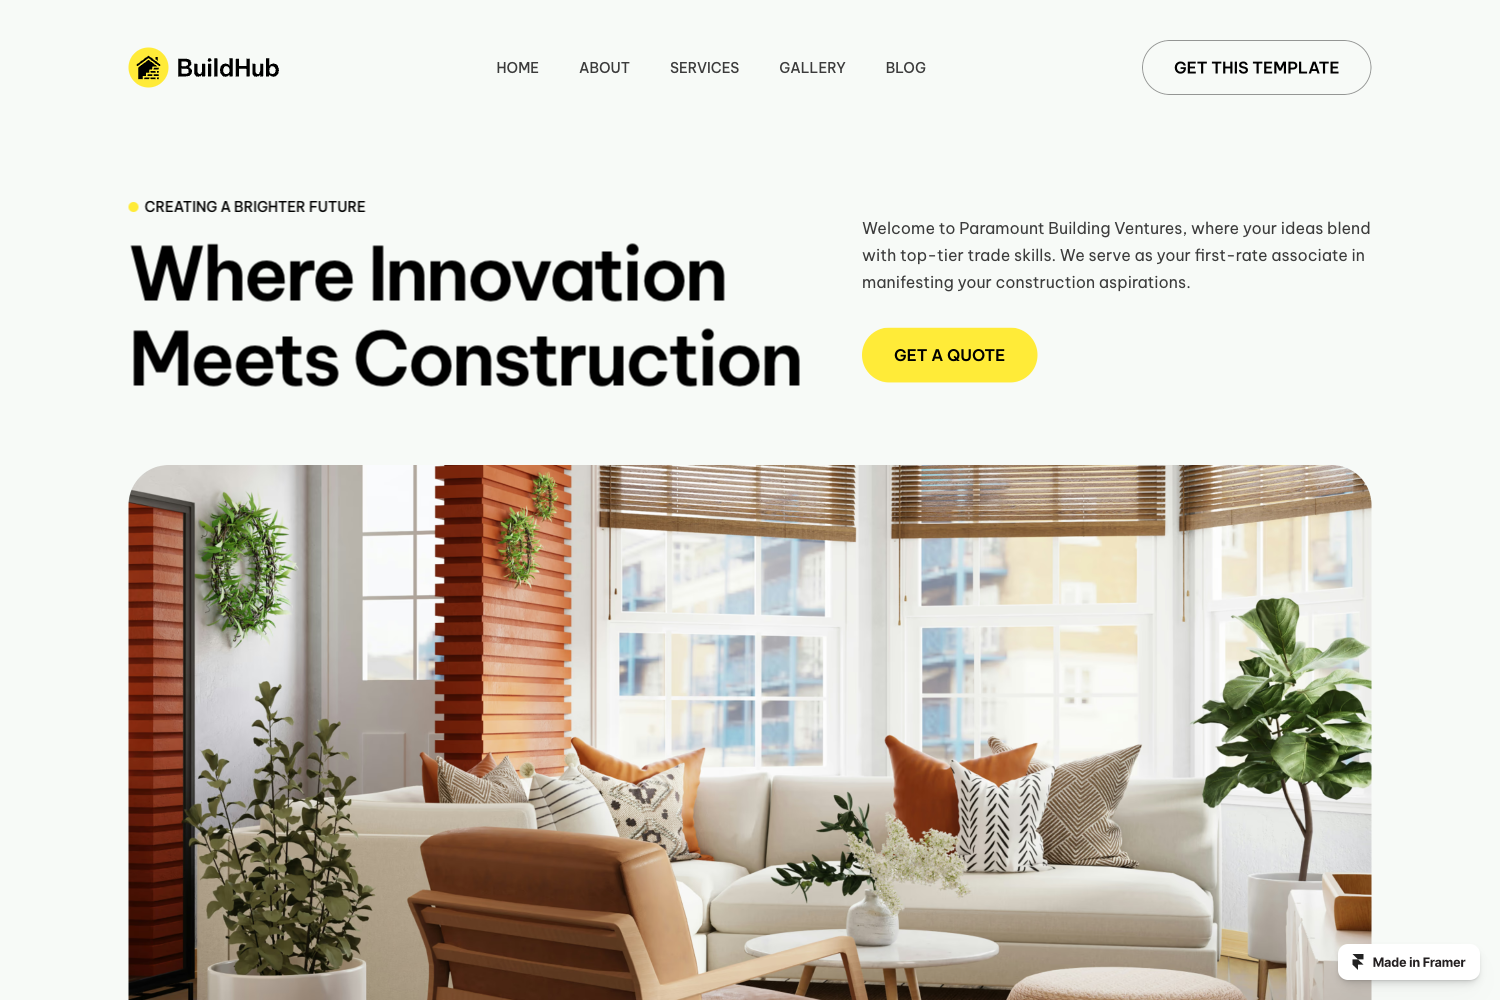 BuildHub
HOME
ABOUT
SERVICES
GALLERY
BLOG
GET THIS TEMPLATE
CREATING A BRIGHTER FUTURE
Where Innovation
Meets Construction
Welcome to Paramount Building Ventures, where your ideas blend
with top-tier trade skills. We serve as your first-rate associate in
manifesting your construction aspirations.
GET A QUOTE
Made in Framer